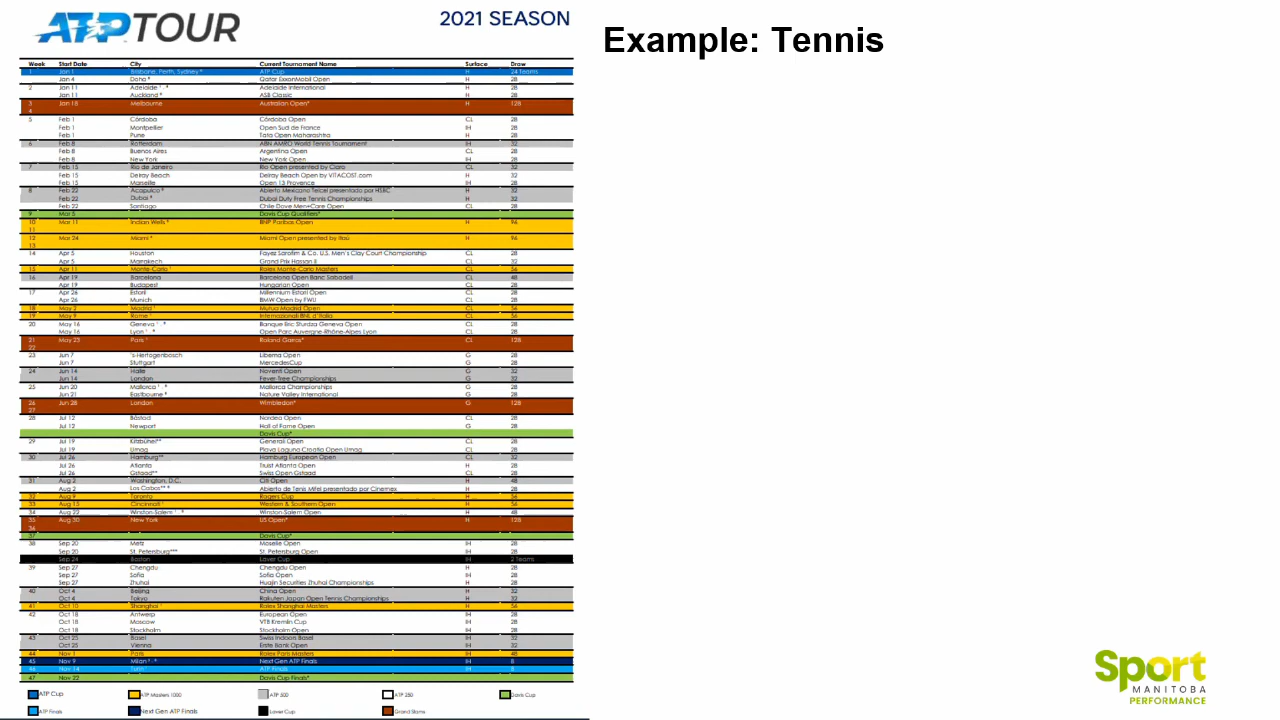 ATP TOUR
2021 SEASON
Example: Tennis
Week Start Date City Current Tournament Name Surface Draw
1 Jan 1 Brisbane, Perth, Sydney ATP Cup H 24 Teams
Jan 4 Doha Qatar ExxonMobil Open H 28
2 Jan 11 Adelaide Adelaide International H 28
Jan 11 Auckland ASB Classic H 28
3 Jan 18 Melbourne Australian Open* H 128
4
5 Feb 1 Córdoba Córdoba Open CL 28
Feb 1 Montpellier Open Sud de France IH 28
Feb 1 Pune Tata Open Maharashtra H 28
6 Feb 8 Rotterdam ABN AMRO World Tennis Tournament IH 32
Feb 8 Buenos Aires Argentina Open CL 28
Feb 8 New York New York Open IH 28
7 Feb 15 Rio de Janeiro Rio Open presented by Claro CL 32
Feb 15 Delray Beach Delray Beach Open by VITACOST.com H 32
Feb 15 Marseille Open 13 Provence IH 28
8 Feb 22 Acapulco Abierto Mexicano Telcel presentado por HSBC H 32
Feb 22 Dubai Dubai Duty Free Tennis Championships H 32
Feb 22 Santiago Chile Dove Men+Care Open CL 28
9 Mar 5 Davis Cup Qualifiers*
10 Mar 11 Indian Wells BNP Paribas Open H 96
11
12 Mar 24 Miami Miami Open presented by Itaú H 96
13
14 Apr 5 Houston Fayez Sarofim & Co. U.S. Men's Clay Court Championship CL 28
Apr 5 Marrakech Grand Prix Hassan II CL 32
15 Apr 11 Monte-Carlo Rolex Monte-Carlo Masters CL 56
16 Apr 19 Barcelona Barcelona Open Banc Sabadell CL 48
Apr 19 Budapest Hungarian Open CL 28
17 Apr 26 Estoril Millennium Estoril Open CL 28
Apr 26 Munich BMW Open by FWU CL 28
18 May 2 Madrid Mutua Madrid Open CL 56
19 May 9 Rome Internazionali BNL d'Italia CL 56
20 May 16 Geneva Banque Eric Sturdza Geneva Open CL 28
May 16 Lyon Open Parc Auvergne-Rhône-Alpes Lyon CL 28
21 May 23 Paris Roland Garros* CL 128
22
23 Jun 7 's-Hertogenbosch Libema Open G 28
Jun 7 Stuttgart MercedesCup G 28
24 Jun 14 Halle Noventi Open G 32
Jun 14 London Fever-Tree Championships G 32
25 Jun 20 Mallorca Mallorca Championships G 28
Jun 21 Eastbourne Nature Valley International G 28
26 Jun 28 London Wimbledon* G 128
27
28 Jul 12 Båstad Nordea Open CL 28
Jul 12 Newport Hall of Fame Open G 28
Davis Cup*
29 Jul 19 Kitzbühel** Generali Open CL 28
Jul 19 Umag Plava Laguna Croatia Open Umag CL 28
30 Jul 26 Hamburg** Hamburg European Open CL 32
Jul 26 Atlanta Truist Atlanta Open H 28
Jul 26 Gstaad** Swiss Open Gstaad CL 28
31 Aug 2 Washington, D.C. Citi Open H 48
Aug 2 Los Cabos** Abierto de Tenis Mifel presentado por Cinemex H 28
32 Aug 9 Toronto Rogers Cup H 56
33 Aug 15 Cincinnati Western & Southern Open H 56
34 Aug 22 Winston-Salem Winston-Salem Open H 48
35 Aug 30 New York US Open* H 128
36
37 Davis Cup*
38 Sep 20 Metz Moselle Open IH 28
Sep 20 St. Petersburg*** St. Petersburg Open IH 28
Sep 24 Boston Laver Cup IH 2 Teams
39 Sep 27 Chengdu Chengdu Open H 28
Sep 27 Sofia Sofia Open IH 28
Sep 27 Zhuhai Huajin Securities Zhuhai Championships H 28
40 Oct 4 Beijing China Open H 32
Oct 4 Tokyo Rakuten Japan Open Tennis Championships H 32
41 Oct 10 Shanghai Rolex Shanghai Masters H 56
42 Oct 18 Antwerp European Open IH 28
Oct 18 Moscow VTB Kremlin Cup IH 28
Oct 18 Stockholm Stockholm Open IH 28
43 Oct 25 Basel Swiss Indoors Basel IH 32
Oct 25 Vienna Erste Bank Open IH 32
44 Nov 1 Paris Rolex Paris Masters IH 48
45 Nov 9 Milan Next Gen ATP Finals IH 8
46 Nov 14 Turin ATP Finals IH 8
47 Nov 22 Davis Cup Finals*
ATP Cup ATP Masters 1000 ATP 500 ATP 250 Davis Cup
ATP Finals Next Gen ATP Finals Laver Cup Grand Slams
Sport
MANITOBA
PERFORMANCE